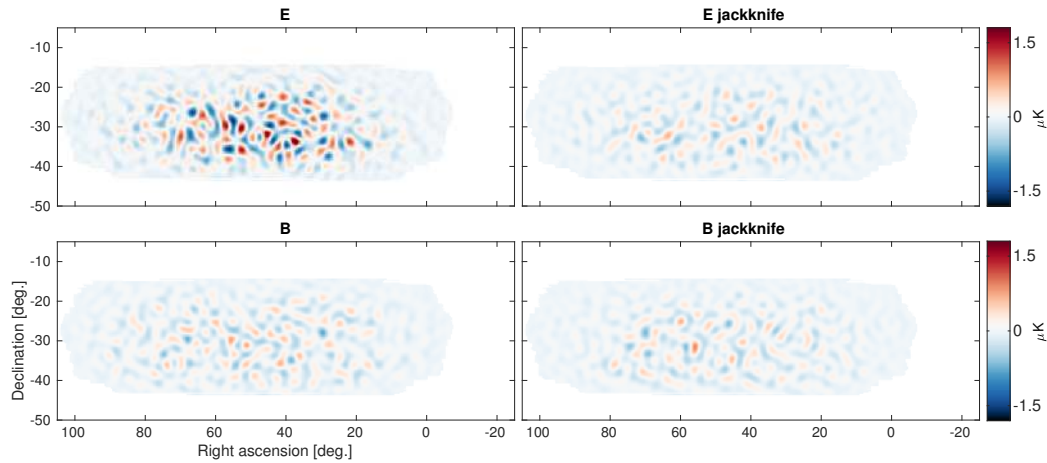 E
E jackknife
-10
-20
-30
-40
-50
1.5
0
-1.5
μK
B
B jackknife
Declination [deg.]
-10
-20
-30
-40
-50
1.5
0
-1.5
μK
100 80 60 40 20 0 -20
100 80 60 40 20 0 -20
Right ascension [deg.]